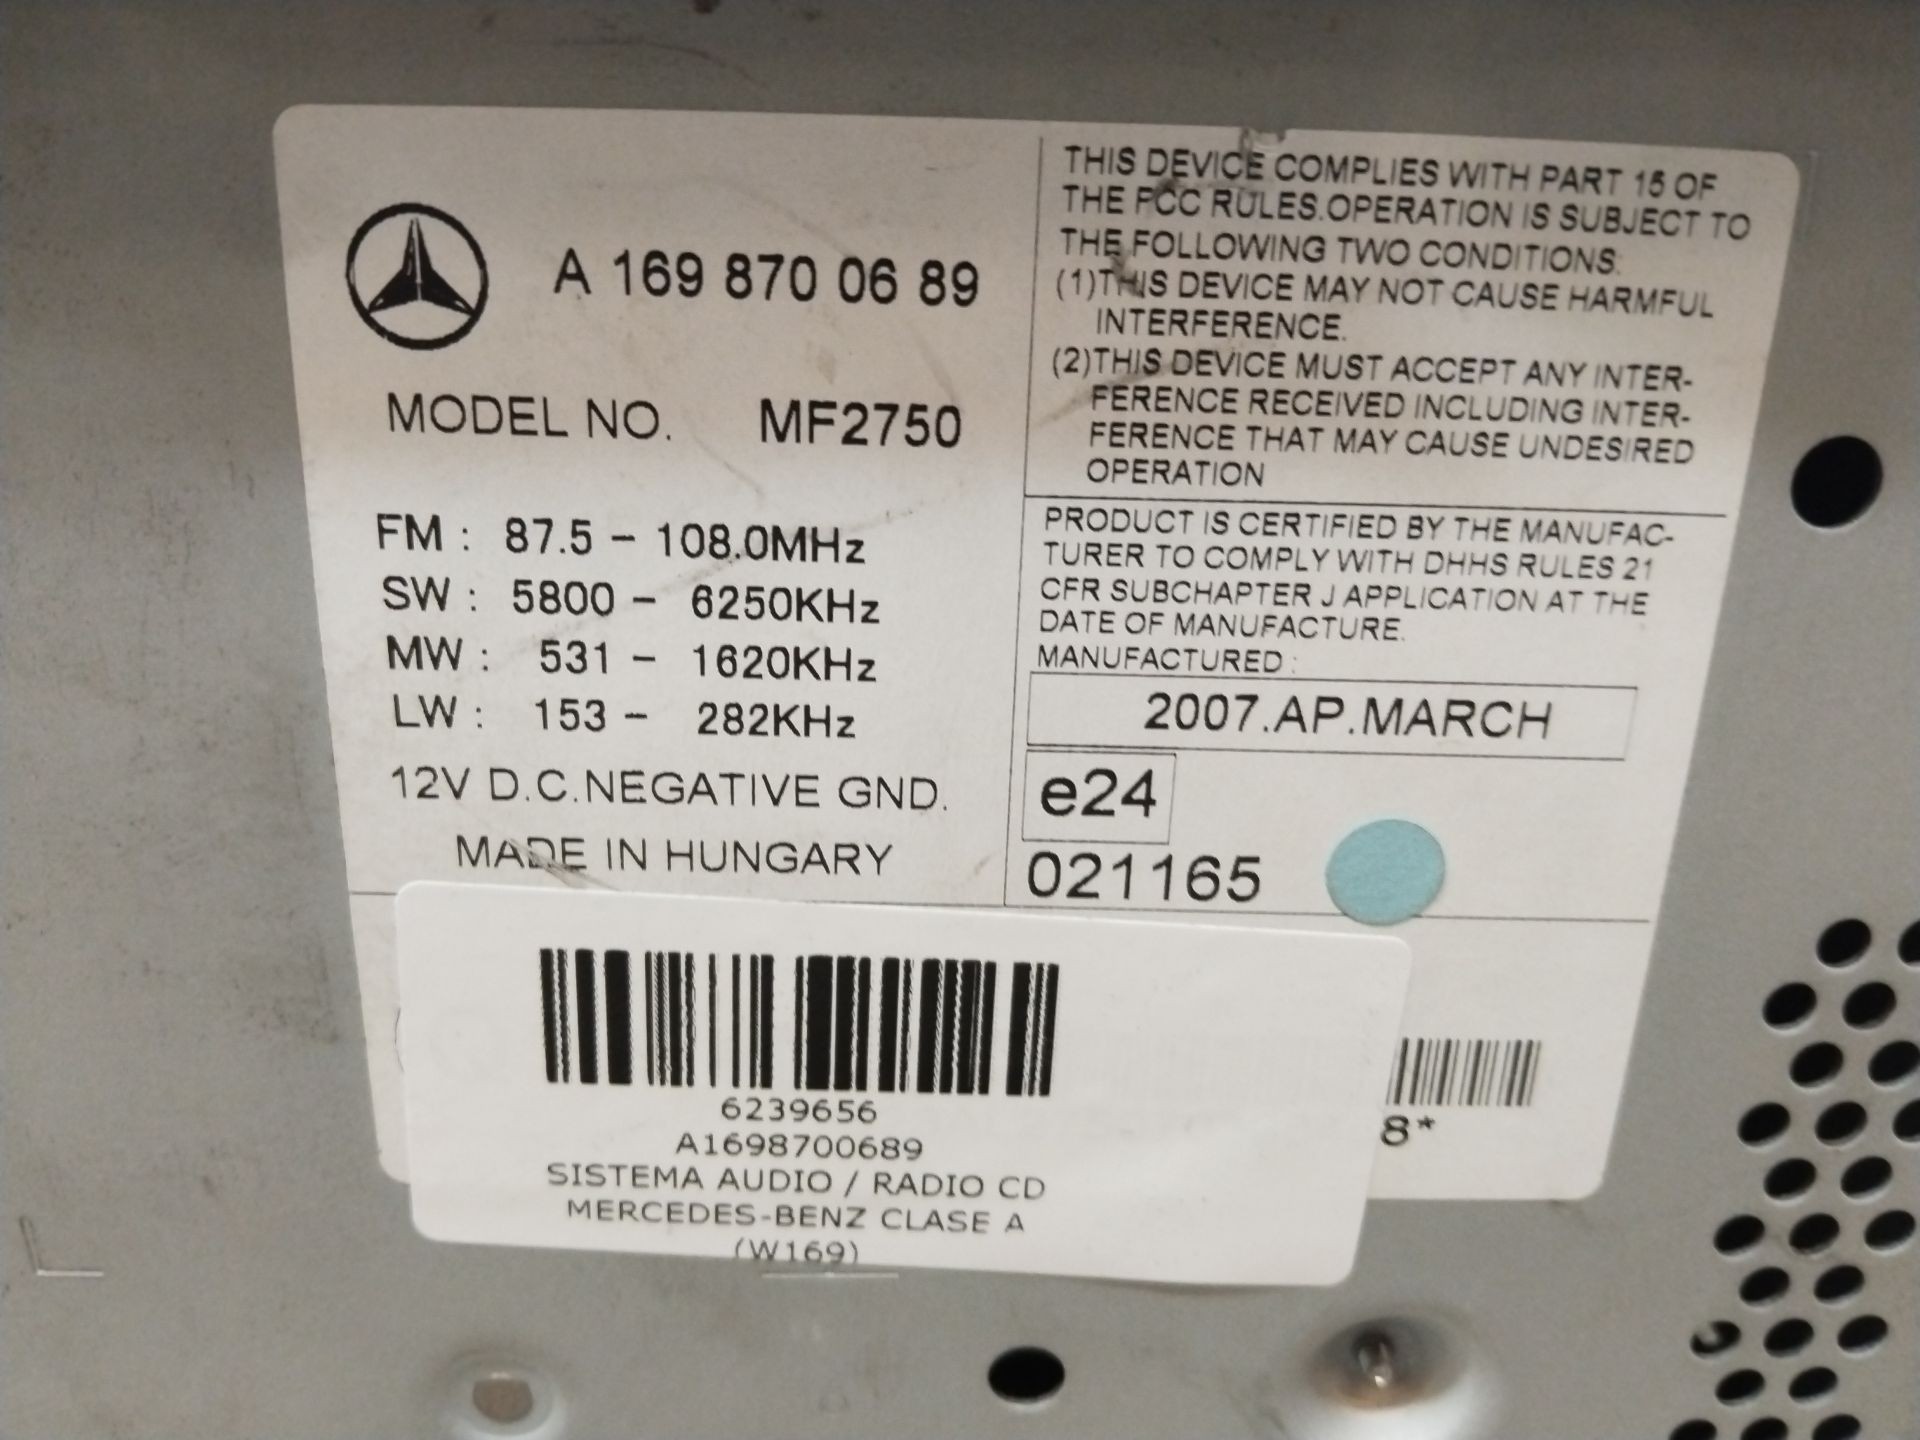 A 169 870 06 89
MODEL NO. MF2750
FM : 87.5 - 108.0MHz
SW : 5800 - 6250KHz
MW : 531 - 1620KHz
LW : 153 - 282KHz
12V D.C.NEGATIVE GND.
MADE IN HUNGARY
THIS DEVICE COMPLIES WITH PART 15 OF
THE FCC RULES.OPERATION IS SUBJECT TO
THE FOLLOWING TWO CONDITIONS:
(1)THIS DEVICE MAY NOT CAUSE HARMFUL
INTERFERENCE.
(2)THIS DEVICE MUST ACCEPT ANY INTER-
FERENCE RECEIVED INCLUDING INTER-
FERENCE THAT MAY CAUSE UNDESIRED
OPERATION
PRODUCT IS CERTIFIED BY THE MANUFAC-
TURER TO COMPLY WITH DHHS RULES 21
CFR SUBCHAPTER J APPLICATION AT THE
DATE OF MANUFACTURE.
MANUFACTURED :
2007.AP.MARCH
e24
021165
8*
6239656
A1698700689
SISTEMA AUDIO / RADIO CD
MERCEDES-BENZ CLASE A
(W169)